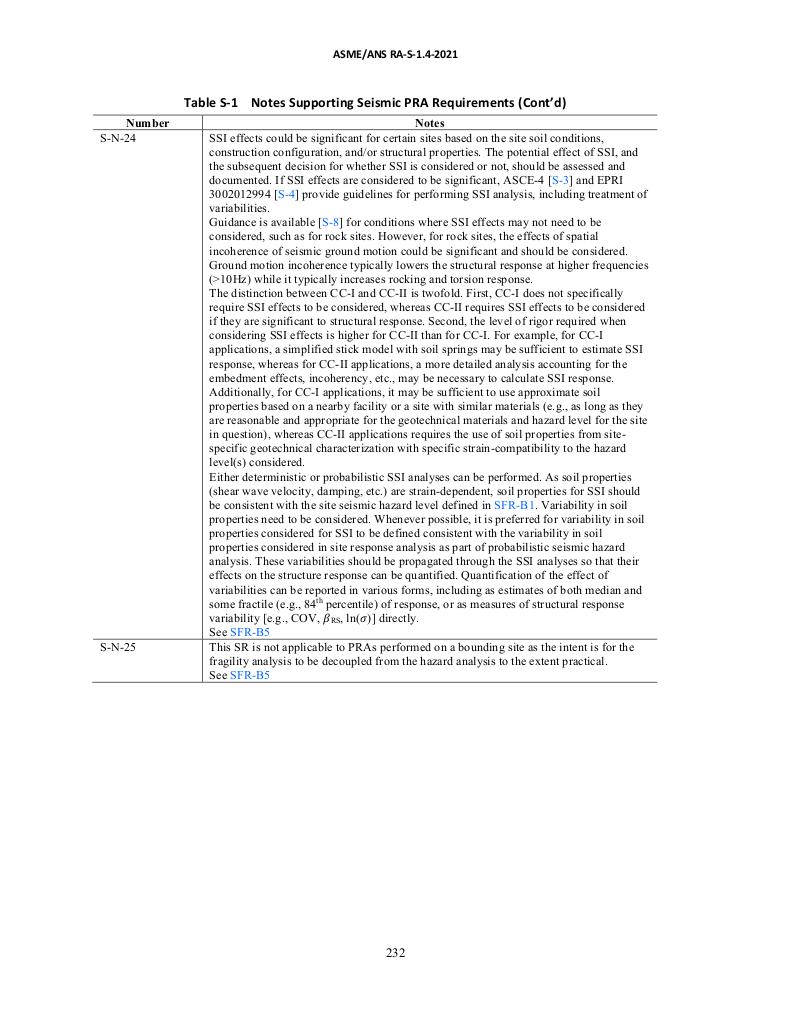 ASME/ANS RA-S-1.4-2021
Table S-1 Notes Supporting Seismic PRA Requirements (Cont’d)
Number Notes
S-N-24 SSI effects could be significant for certain sites based on the site soil conditions,
construction configuration, and/or structural properties. The potential effect of SSI, and
the subsequent decision for whether SSI is considered or not, should be assessed and
documented. If SSI effects are considered to be significant, ASCE-4 [S-3] and EPRI
3002012994 [S-4] provide guidelines for performing SSI analysis, including treatment of
variabilities.
Guidance is available [S-8] for conditions where SSI effects may not need to be
considered, such as for rock sites. However, for rock sites, the effects of spatial
incoherence of seismic ground motion could be significant and should be considered.
Ground motion incoherence typically lowers the structural response at higher frequencies
(>10Hz) while it typically increases rocking and torsion response.
The distinction between CC-I and CC-II is twofold. First, CC-I does not specifically
require SSI effects to be considered, whereas CC-II requires SSI effects to be considered
if they are significant to structural response. Second, the level of rigor required when
considering SSI effects is higher for CC-II than for CC-I. For example, for CC-I
applications, a simplified stick model with soil springs may be sufficient to estimate SSI
response, whereas for CC-II applications, a more detailed analysis accounting for the
embedment effects, incoherency, etc., may be necessary to calculate SSI response.
Additionally, for CC-I applications, it may be sufficient to use approximate soil
properties based on a nearby facility or a site with similar materials (e.g., as long as they
are reasonable and appropriate for the geotechnical materials and hazard level for the site
in question), whereas CC-II applications requires the use of soil properties from site-
specific geotechnical characterization with specific strain-compatibility to the hazard
level(s) considered.
Either deterministic or probabilistic SSI analyses can be performed. As soil properties
(shear wave velocity, damping, etc.) are strain-dependent, soil properties for SSI should
be consistent with the site seismic hazard level defined in SFR-B1. Variability in soil
properties need to be considered. Whenever possible, it is preferred for variability in soil
properties considered for SSI to be defined consistent with the variability in soil
properties considered in site response analysis as part of probabilistic seismic hazard
analysis. These variabilities should be propagated through the SSI analyses so that their
effects on the structure response can be quantified. Quantification of the effect of
variabilities can be reported in various forms, including as estimates of both median and
some fractile (e.g., 84th percentile) of response, or as measures of structural response
variability [e.g., COV, βRS, ln(σ)] directly.
See SFR-B5
S-N-25 This SR is not applicable to PRAs performed on a bounding site as the intent is for the
fragility analysis to be decoupled from the hazard analysis to the extent practical.
See SFR-B5
232